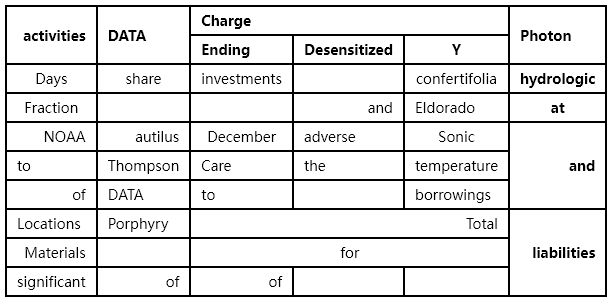 activities DATA Charge Photon
Ending Desensitized Y
Days share investments confertifolia hydrologic
Fraction and Eldorado at
NOAA autilus December adverse Sonic
to Thompson Care the temperature and
of DATA to borrowings
Locations Porphyry Total
Materials for liabilities
significant of of